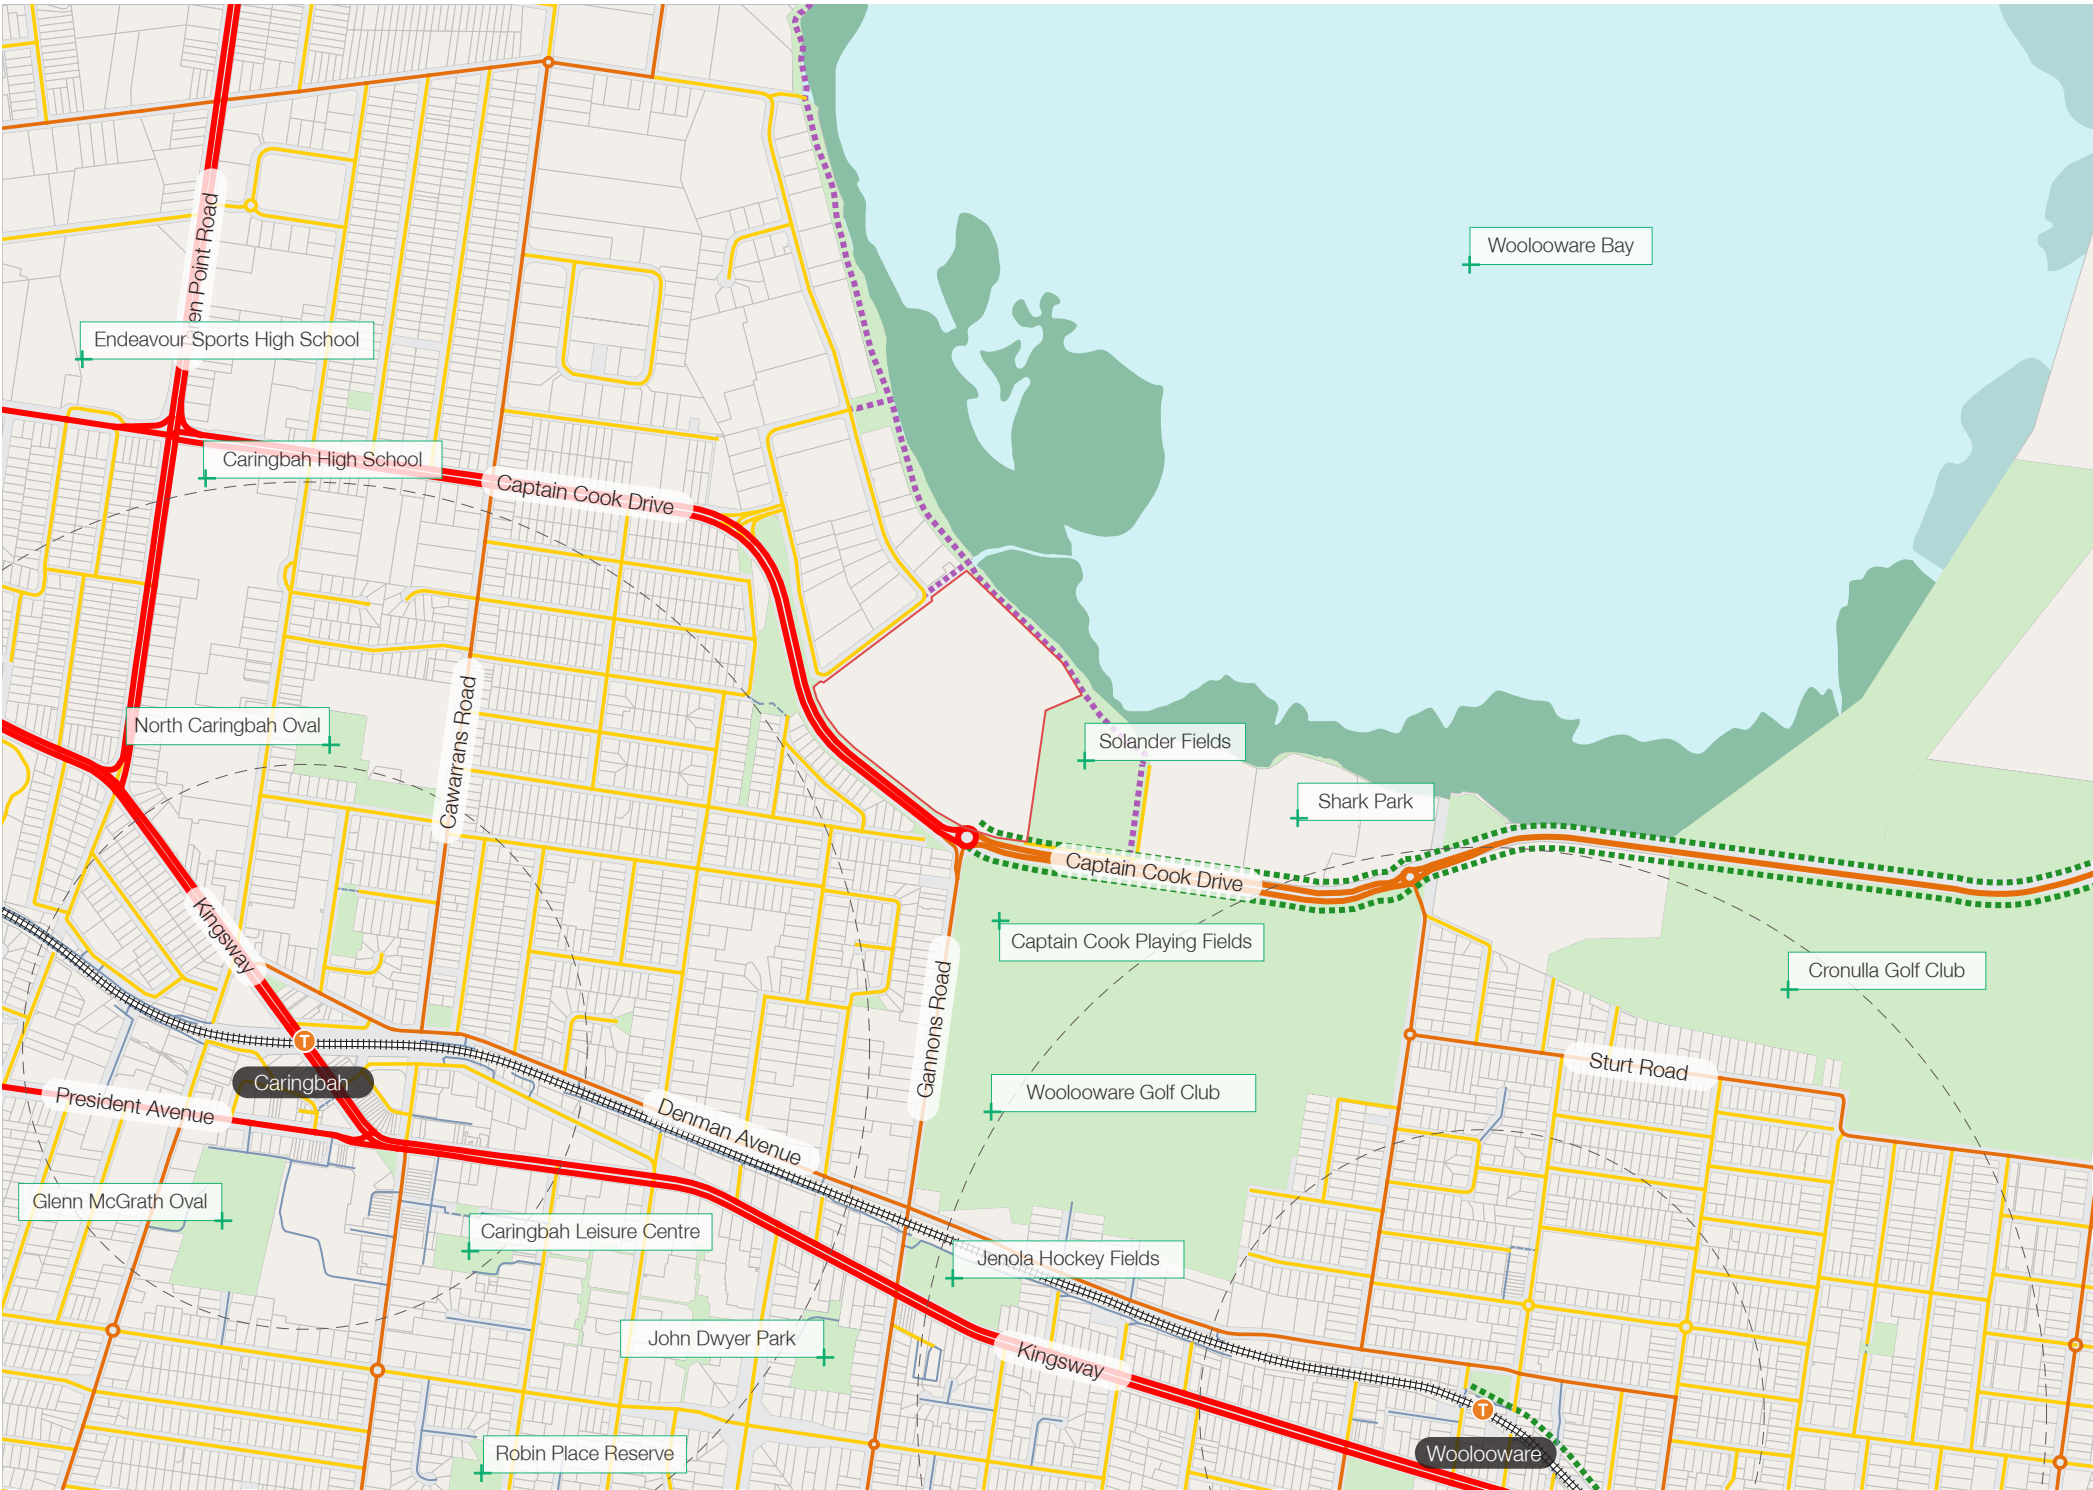 Woolooware Bay
en Point Road
Endeavour Sports High School
Caringbah High School
Captain Cook Drive
North Caringbah Oval
Cawarrans Road
Solander Fields
Shark Park
Captain Cook Drive
Kingsway
Captain Cook Playing Fields
Cronulla Golf Club
Gannons Road
T
Caringbah
Sturt Road
President Avenue
Woolooware Golf Club
Denman Avenue
Glenn McGrath Oval
Caringbah Leisure Centre
Jenola Hockey Fields
John Dwyer Park
Kingsway
T
Woolooware
Robin Place Reserve